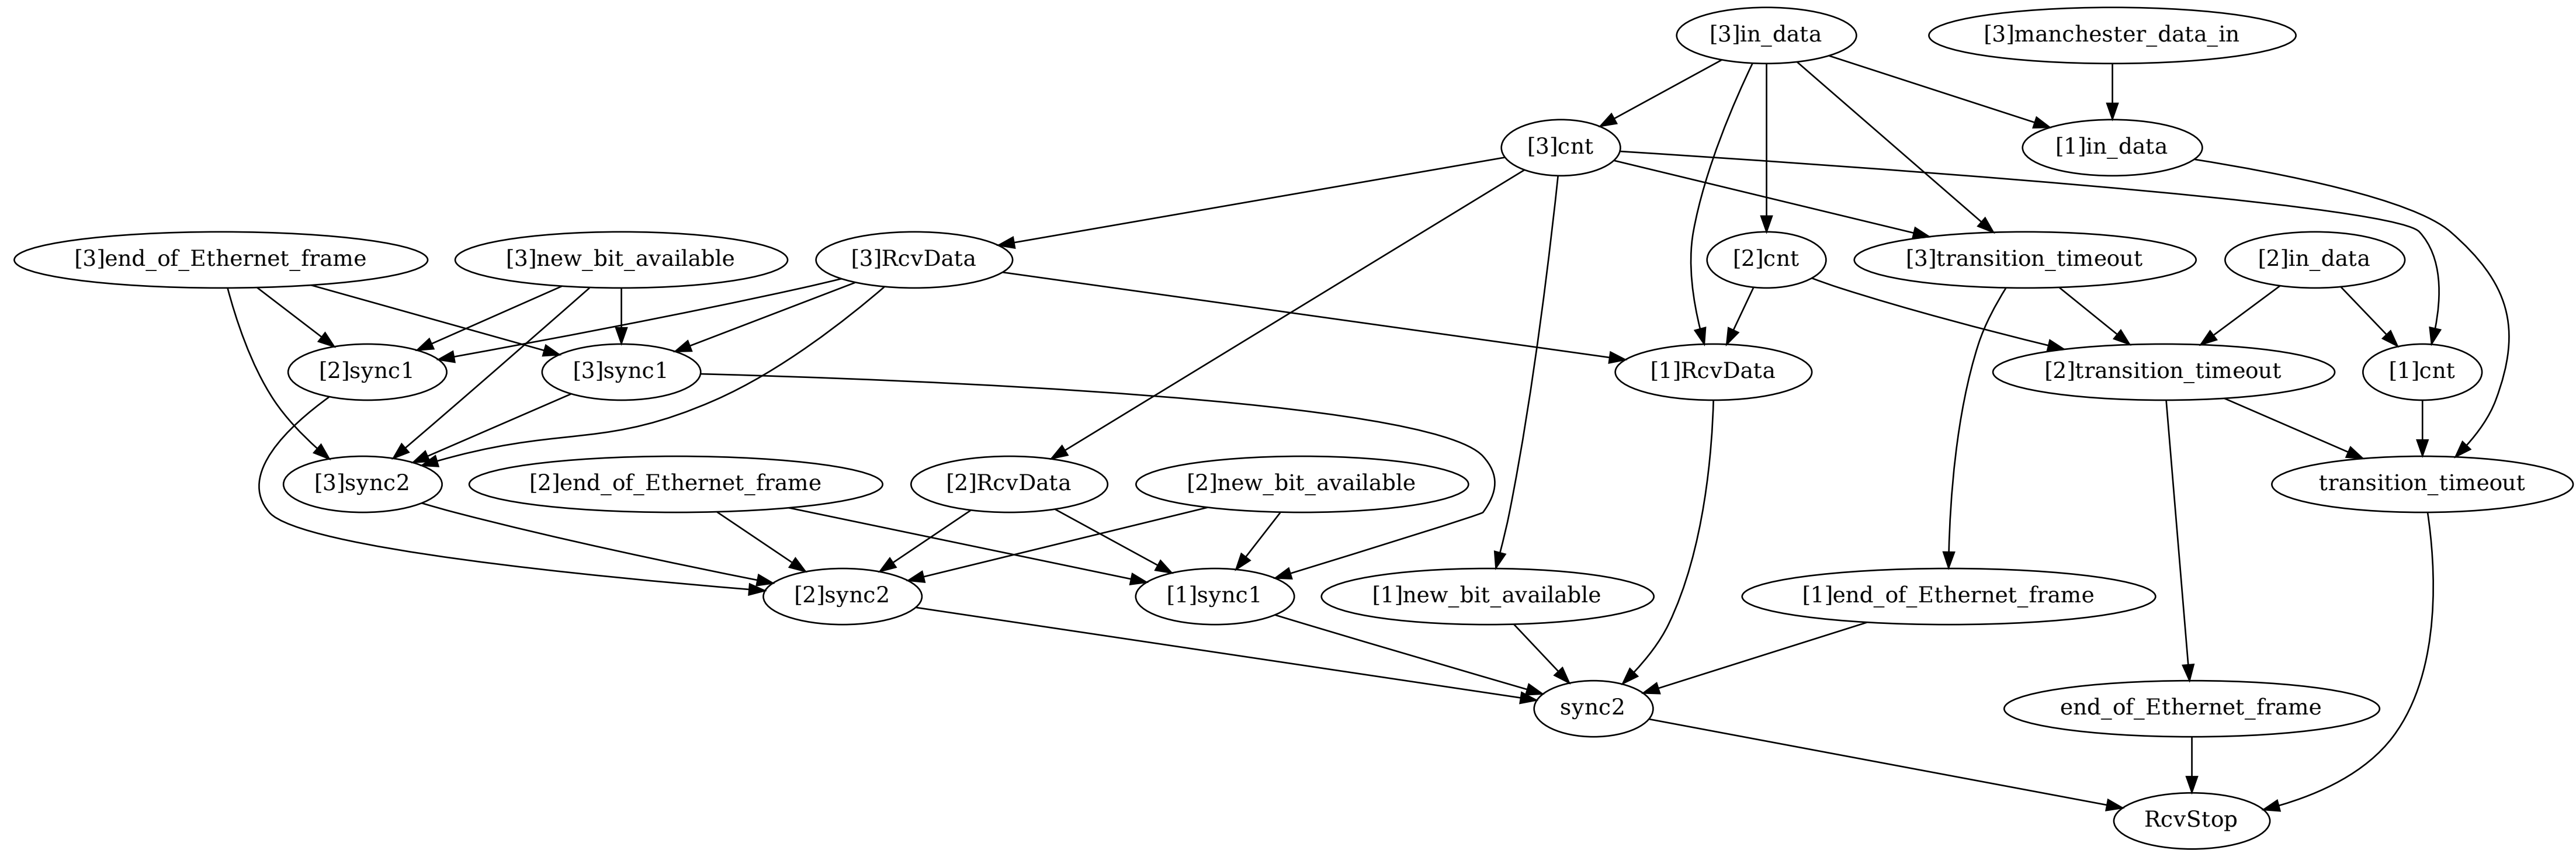 [3]in_data
[3]manchester_data_in
[3]cnt
[1]in_data
[3]end_of_Ethernet_frame
[3]new_bit_available
[3]RcvData
[2]cnt
[3]transition_timeout
[2]in_data
[2]sync1
[3]sync1
[1]RcvData
[2]transition_timeout
[1]cnt
[3]sync2
[2]end_of_Ethernet_frame
[2]RcvData
[2]new_bit_available
transition_timeout
[2]sync2
[1]sync1
[1]new_bit_available
[1]end_of_Ethernet_frame
sync2
end_of_Ethernet_frame
RcvStop